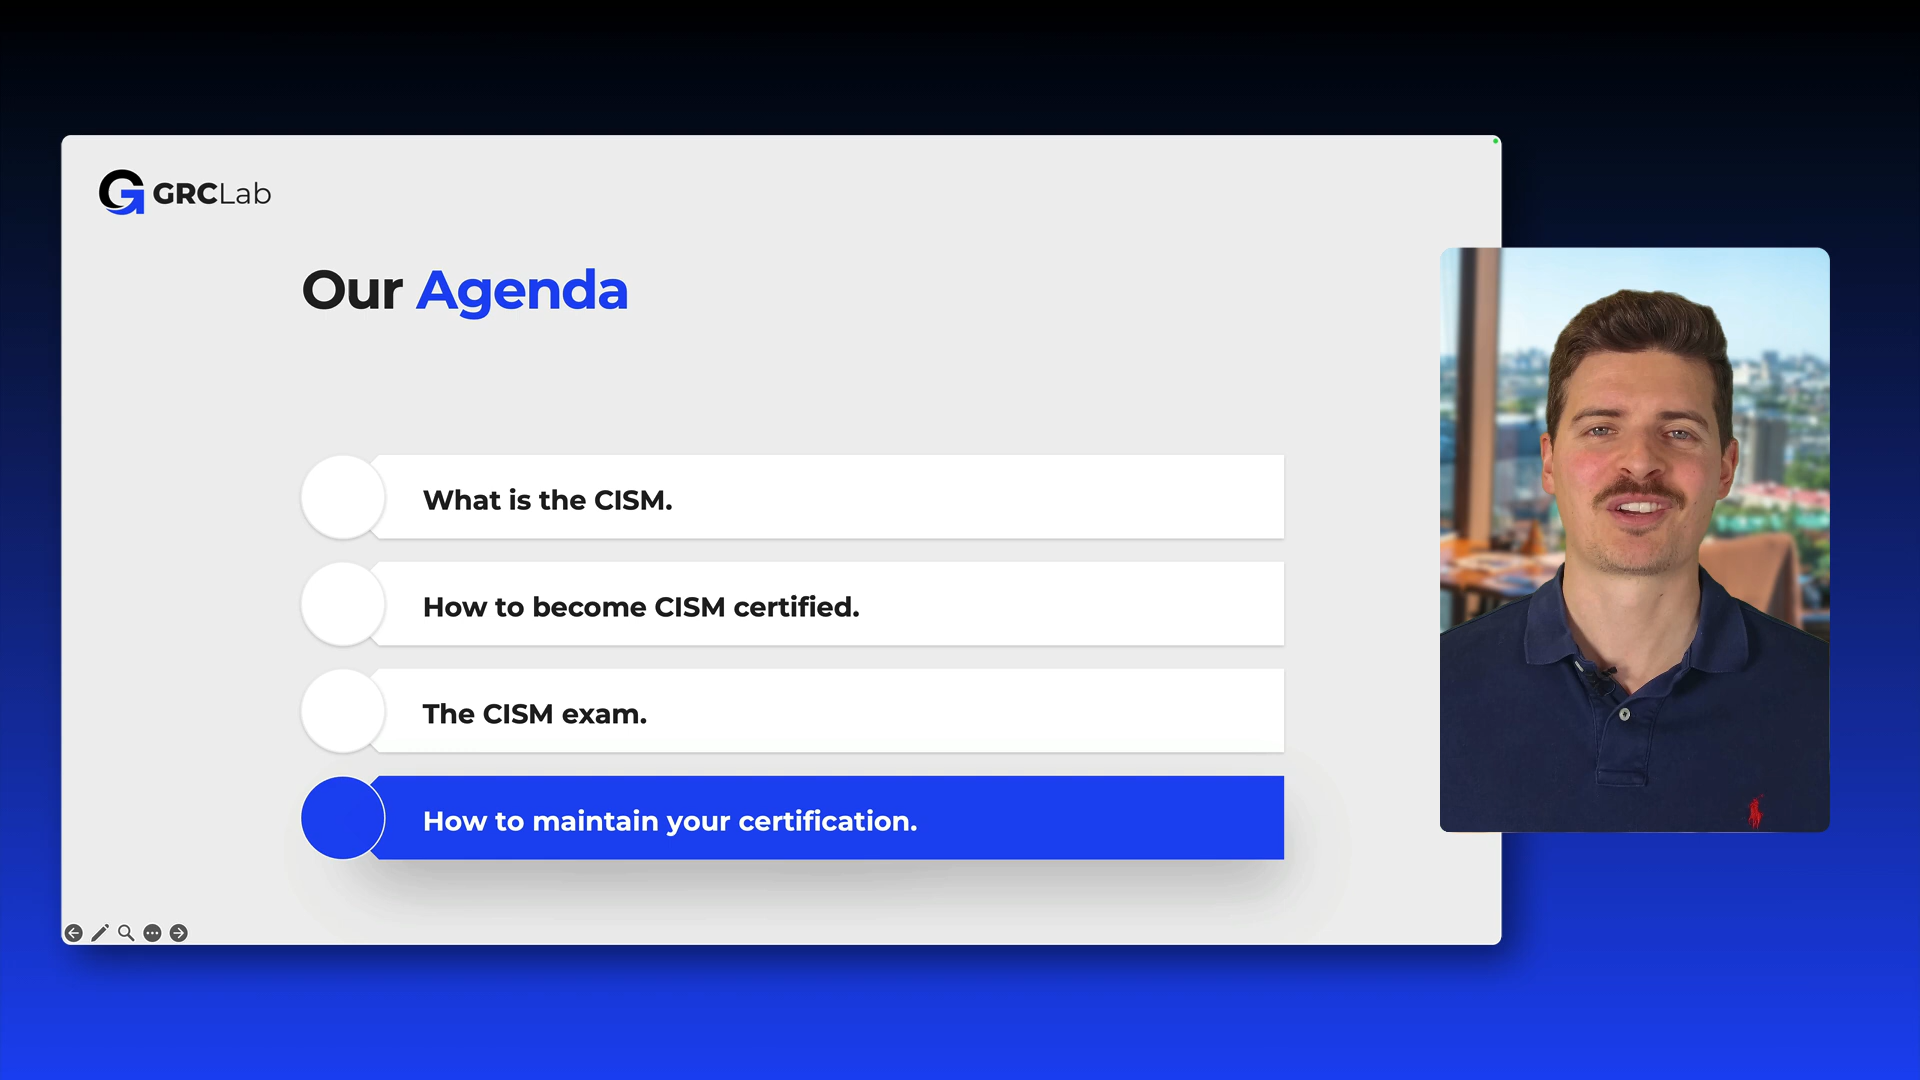 GRCLab
Our Agenda
What is the CISM.
How to become CISM certified.
The CISM exam.
How to maintain your certification.